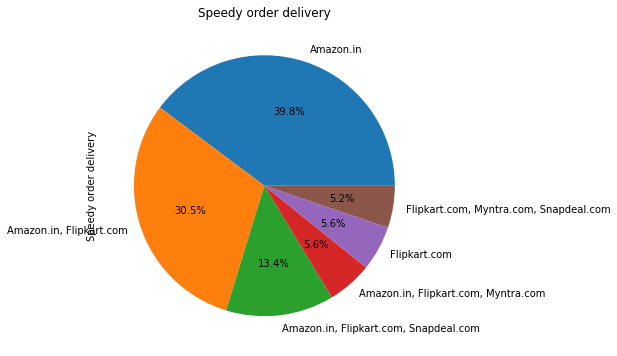 Speedy order delivery
Amazon.in
39.8%
Speedy order delivery
Amazon.in, Flipkart.com
30.5%
5.2%
Flipkart.com, Myntra.com, Snapdeal.com
5.6%
Flipkart.com
5.6%
Amazon.in, Flipkart.com, Myntra.com
13.4%
Amazon.in, Flipkart.com, Snapdeal.com